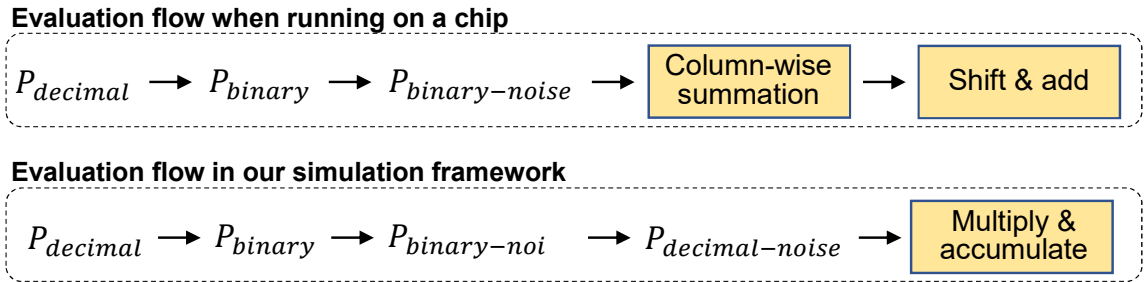 Evaluation flow when running on a chip
P_decimal → P_binary → P_binary−noise → Column-wise summation → Shift & add
Evaluation flow in our simulation framework
P_decimal → P_binary → P_binary−noi → P_decimal−noise → Multiply & accumulate